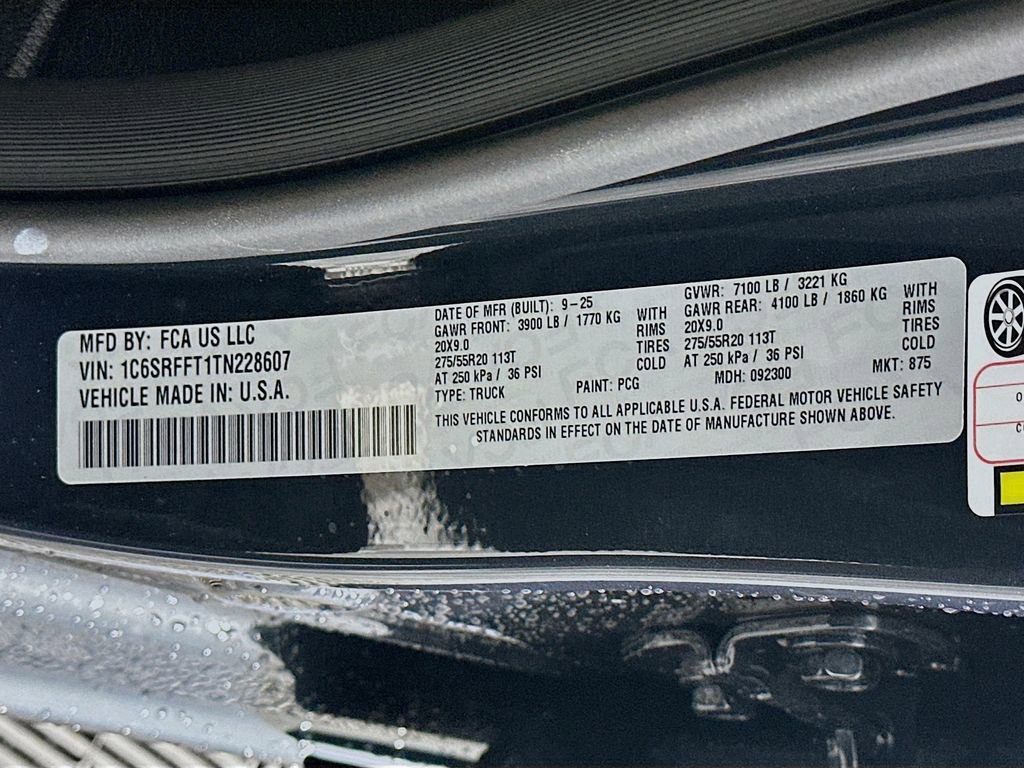 MFD BY: FCA US LLC
VIN: 1C6SRFFT1TN228607
VEHICLE MADE IN: U.S.A.
DATE OF MFR (BUILT): 9-25
GAWR FRONT: 3900 LB / 1770 KG WITH
20X9.0 RIMS
275/55R20 113T TIRES
AT 250 kPa / 36 PSI COLD
TYPE: TRUCK PAINT: PCG
GVWR: 7100 LB / 3221 KG
GAWR REAR: 4100 LB / 1860 KG WITH
20X9.0 RIMS
275/55R20 113T TIRES
AT 250 kPa / 36 PSI COLD
MDH: 092300 MKT: 875
THIS VEHICLE CONFORMS TO ALL APPLICABLE U.S.A. FEDERAL MOTOR VEHICLE SAFETY
STANDARDS IN EFFECT ON THE DATE OF MANUFACTURE SHOWN ABOVE.